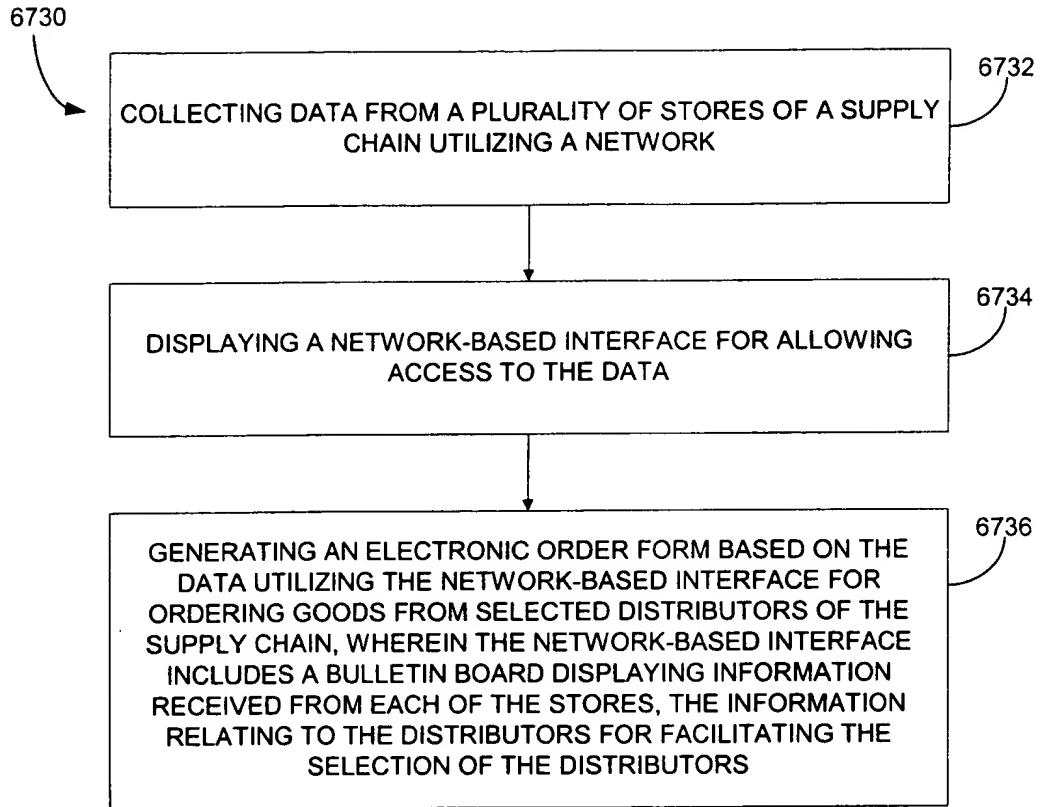 6730
6732
COLLECTING DATA FROM A PLURALITY OF STORES OF A SUPPLY
CHAIN UTILIZING A NETWORK
6734
DISPLAYING A NETWORK-BASED INTERFACE FOR ALLOWING
ACCESS TO THE DATA
6736
GENERATING AN ELECTRONIC ORDER FORM BASED ON THE
DATA UTILIZING THE NETWORK-BASED INTERFACE FOR
ORDERING GOODS FROM SELECTED DISTRIBUTORS OF THE
SUPPLY CHAIN, WHEREIN THE NETWORK-BASED INTERFACE
INCLUDES A BULLETIN BOARD DISPLAYING INFORMATION
RECEIVED FROM EACH OF THE STORES, THE INFORMATION
RELATING TO THE DISTRIBUTORS FOR FACILITATING THE
SELECTION OF THE DISTRIBUTORS